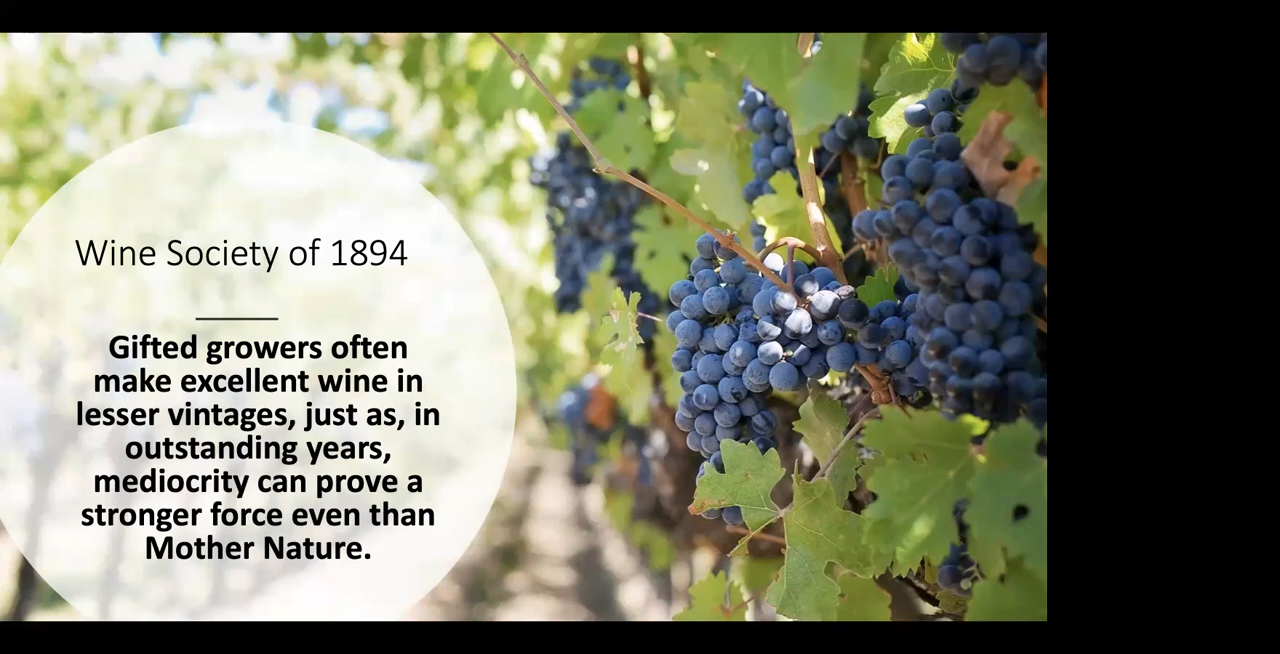 Wine Society of 1894
Gifted growers often
make excellent wine in
lesser vintages, just as, in
outstanding years,
mediocrity can prove a
stronger force even than
Mother Nature.